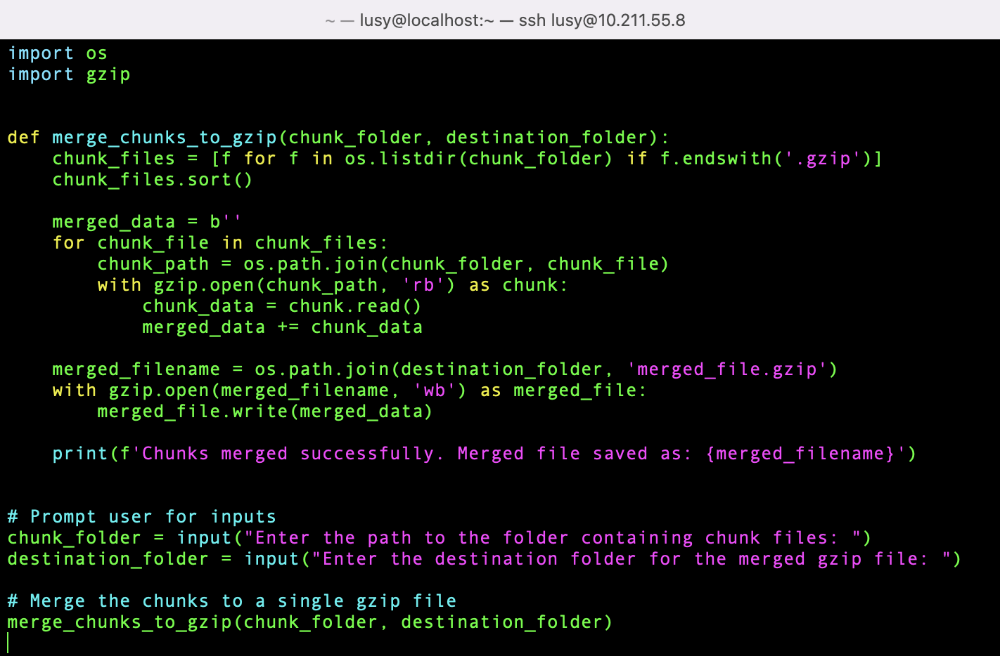 ~ — lusy@localhost:~ — ssh lusy@10.211.55.8
import os
import gzip
def merge_chunks_to_gzip(chunk_folder, destination_folder):
    chunk_files = [f for f in os.listdir(chunk_folder) if f.endswith('.gzip')]
    chunk_files.sort()
    merged_data = b''
    for chunk_file in chunk_files:
        chunk_path = os.path.join(chunk_folder, chunk_file)
        with gzip.open(chunk_path, 'rb') as chunk:
            chunk_data = chunk.read()
            merged_data += chunk_data
    merged_filename = os.path.join(destination_folder, 'merged_file.gzip')
    with gzip.open(merged_filename, 'wb') as merged_file:
        merged_file.write(merged_data)
    print(f'Chunks merged successfully. Merged file saved as: {merged_filename}')
# Prompt user for inputs
chunk_folder = input("Enter the path to the folder containing chunk files: ")
destination_folder = input("Enter the destination folder for the merged gzip file: ")
# Merge the chunks to a single gzip file
merge_chunks_to_gzip(chunk_folder, destination_folder)